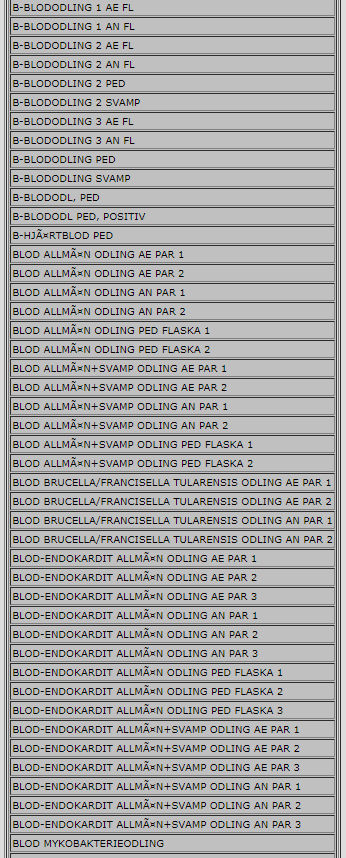 B-BLODODLING 1 AE FL
B-BLODODLING 1 AN FL
B-BLODODLING 2 AE FL
B-BLODODLING 2 AN FL
B-BLODODLING 2 PED
B-BLODODLING 2 SVAMP
B-BLODODLING 3 AE FL
B-BLODODLING 3 AN FL
B-BLODODLING PED
B-BLODODLING SVAMP
B-BLODODL, PED
B-BLODODL PED, POSITIV
B-HJÃ¤RTBLOD PED
BLOD ALLMÃ¤N ODLING AE PAR 1
BLOD ALLMÃ¤N ODLING AE PAR 2
BLOD ALLMÃ¤N ODLING AN PAR 1
BLOD ALLMÃ¤N ODLING AN PAR 2
BLOD ALLMÃ¤N ODLING PED FLASKA 1
BLOD ALLMÃ¤N ODLING PED FLASKA 2
BLOD ALLMÃ¤N+SVAMP ODLING AE PAR 1
BLOD ALLMÃ¤N+SVAMP ODLING AE PAR 2
BLOD ALLMÃ¤N+SVAMP ODLING AN PAR 1
BLOD ALLMÃ¤N+SVAMP ODLING AN PAR 2
BLOD ALLMÃ¤N+SVAMP ODLING PED FLASKA 1
BLOD ALLMÃ¤N+SVAMP ODLING PED FLASKA 2
BLOD BRUCELLA/FRANCISELLA TULARENSIS ODLING AE PAR 1
BLOD BRUCELLA/FRANCISELLA TULARENSIS ODLING AE PAR 2
BLOD BRUCELLA/FRANCISELLA TULARENSIS ODLING AN PAR 1
BLOD BRUCELLA/FRANCISELLA TULARENSIS ODLING AN PAR 2
BLOD-ENDOKARDIT ALLMÃ¤N ODLING AE PAR 1
BLOD-ENDOKARDIT ALLMÃ¤N ODLING AE PAR 2
BLOD-ENDOKARDIT ALLMÃ¤N ODLING AE PAR 3
BLOD-ENDOKARDIT ALLMÃ¤N ODLING AN PAR 1
BLOD-ENDOKARDIT ALLMÃ¤N ODLING AN PAR 2
BLOD-ENDOKARDIT ALLMÃ¤N ODLING AN PAR 3
BLOD-ENDOKARDIT ALLMÃ¤N ODLING PED FLASKA 1
BLOD-ENDOKARDIT ALLMÃ¤N ODLING PED FLASKA 2
BLOD-ENDOKARDIT ALLMÃ¤N ODLING PED FLASKA 3
BLOD-ENDOKARDIT ALLMÃ¤N+SVAMP ODLING AE PAR 1
BLOD-ENDOKARDIT ALLMÃ¤N+SVAMP ODLING AE PAR 2
BLOD-ENDOKARDIT ALLMÃ¤N+SVAMP ODLING AE PAR 3
BLOD-ENDOKARDIT ALLMÃ¤N+SVAMP ODLING AN PAR 1
BLOD-ENDOKARDIT ALLMÃ¤N+SVAMP ODLING AN PAR 2
BLOD-ENDOKARDIT ALLMÃ¤N+SVAMP ODLING AN PAR 3
BLOD MYKOBAKTERIEODLING